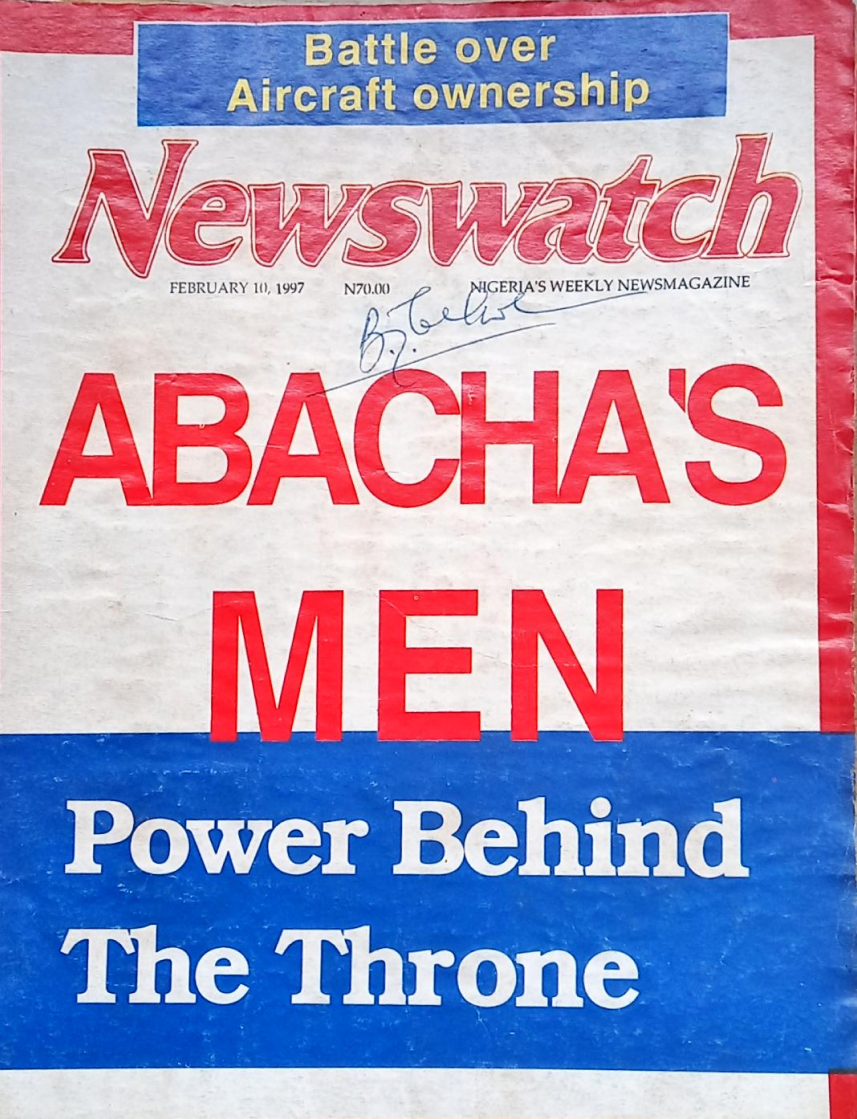 Battle over
Aircraft ownership
Newswatch
FEBRUARY 10, 1997 N70.00 NIGERIA'S WEEKLY NEWSMAGAZINE
ABACHA'S
MEN
Power Behind
The Throne